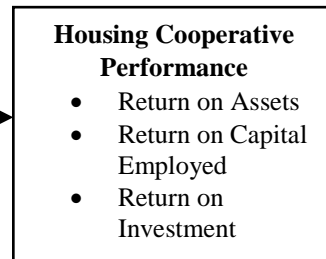 Housing Cooperative
Performance
• Return on Assets
• Return on Capital
Employed
• Return on
Investment